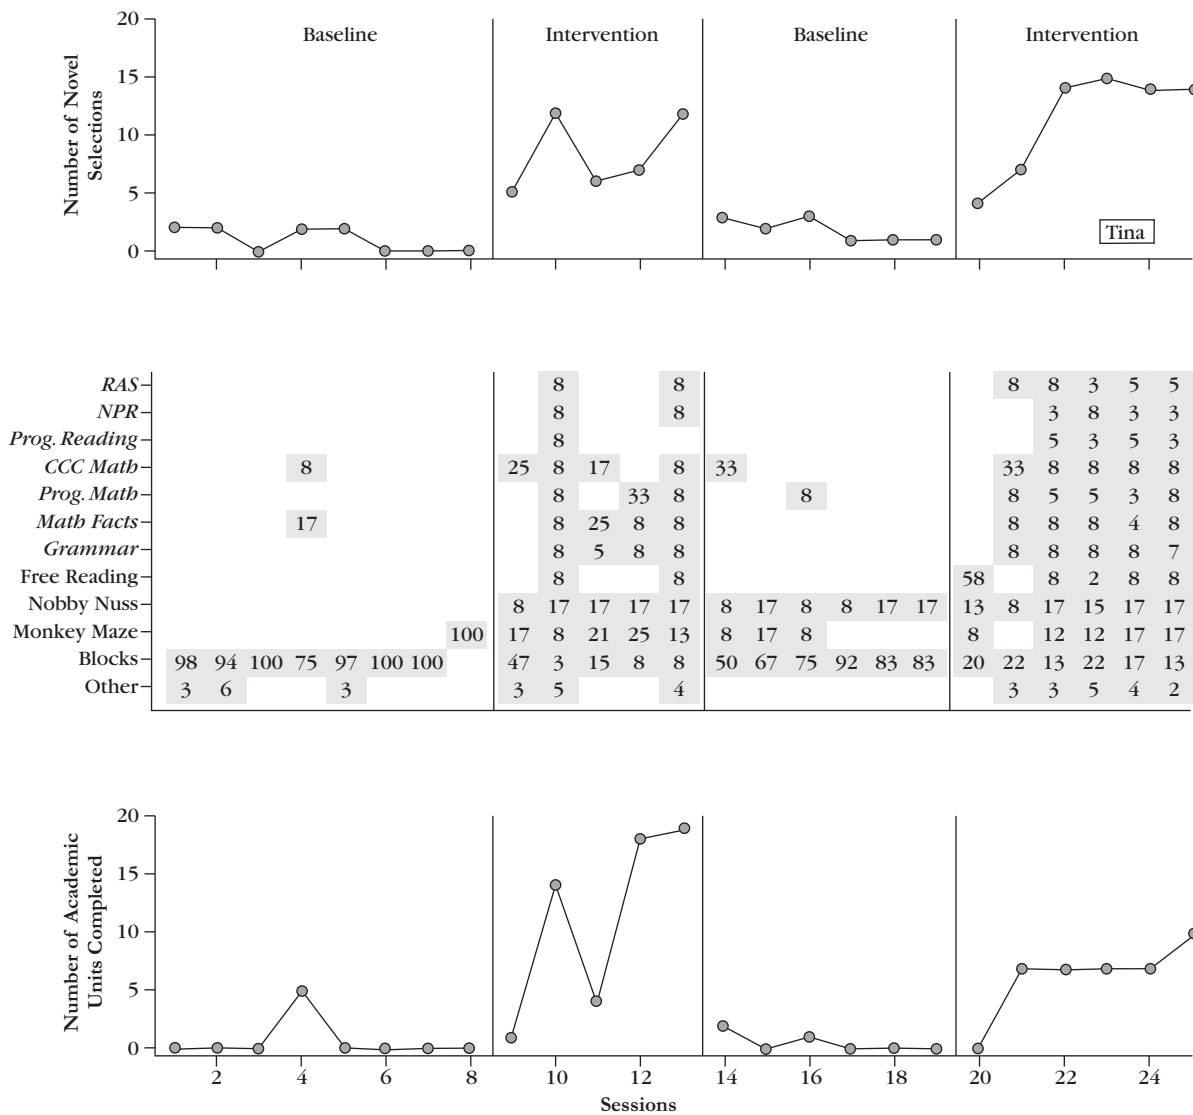 20
Baseline Intervention Baseline Intervention
15
10
5
0
Number of Novel
Selections
Tina
RAS 8 8 8 8 3 5 5
NPR 8 8 3 8 3 3
Prog. Reading 8 5 3 5 3
CCC Math 8 25 8 17 8 33 33 8 8 8 8
Prog. Math 8 33 8 8 8 5 5 3 8
Math Facts 17 8 25 8 8 8 8 8 4 8
Grammar 8 5 8 8 8 8 8 8 7
Free Reading 8 8 58 8 2 8 8
Nobby Nuss 8 17 17 17 17 8 17 8 8 17 17 13 8 17 15 17 17
Monkey Maze 100 17 8 21 25 13 8 17 8 8 12 12 17 17
Blocks 98 94 100 75 97 100 100 47 3 15 8 8 50 67 75 92 83 83 20 22 13 22 17 13
Other 3 6 3 3 5 4 3 3 5 4 2
20
15
10
5
0
Number of Academic
Units Completed
2 4 6 8 10 12 14 16 18 20 22 24
Sessions